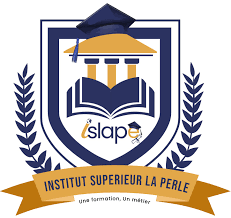 islape
INSTITUT SUPERIEUR LA PERLE
Une formation, Un métier